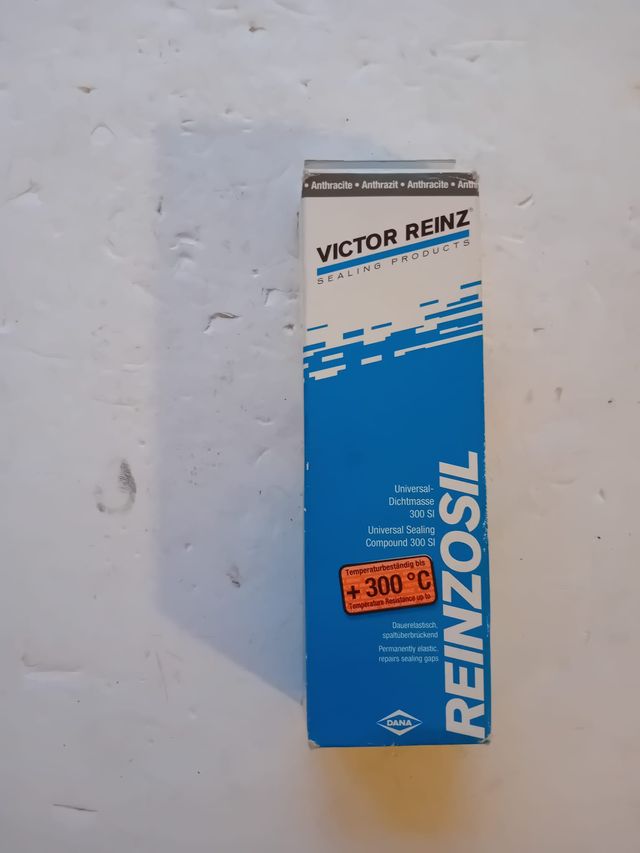 • Anthracite • Anthrazit • Anthracite • Anth
VICTOR REINZ®
SEALING PRODUCTS
Universal-
Dichtmasse
300 SI
Universal Sealing
Compound 300 SI
Temperaturbeständig bis
+ 300 °C
Temperature Resistance up to
Dauerelastisch,
spaltüberbrückend
Permanently elastic,
repairs sealing gaps
REINZOSIL
DANA